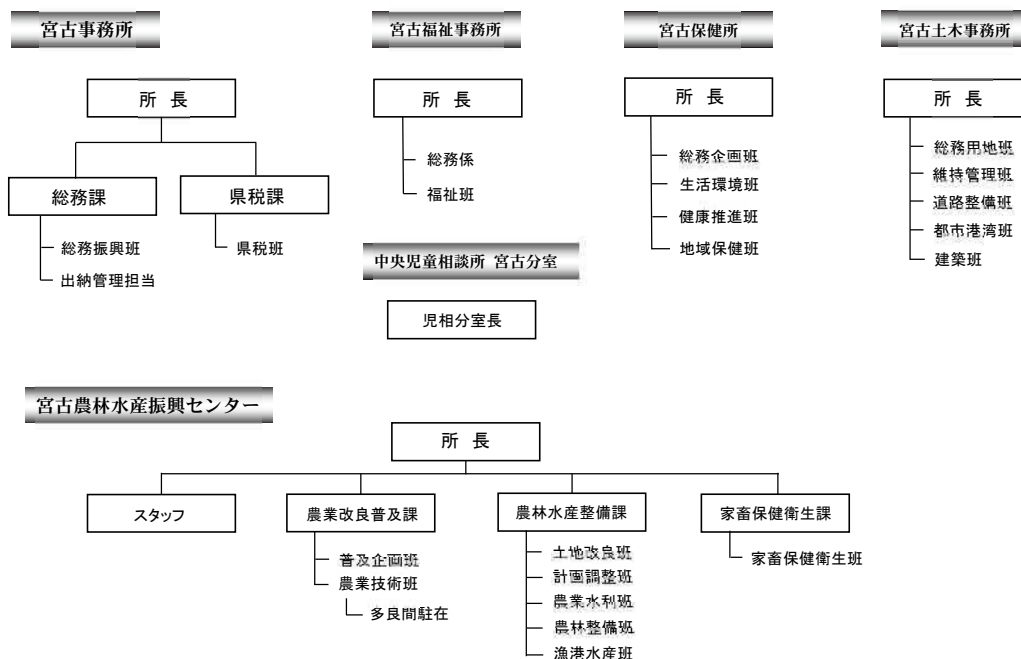 宮古事務所
所 長
総務課
総務振興班
出納管理担当
県税課
県税班
宮古福祉事務所
所 長
総務係
福祉班
中央児童相談所 宮古分室
児相分室長
宮古保健所
所 長
総務企画班
生活環境班
健康推進班
地域保健班
宮古土木事務所
所 長
総務用地班
維持管理班
道路整備班
都市港湾班
建築班
宮古農林水産振興センター
所 長
スタッフ
農業改良普及課
普及企画班
農業技術班
多良間駐在
農林水産整備課
土地改良班
計画調整班
農業水利班
農林整備班
漁港水産班
家畜保健衛生課
家畜保健衛生班